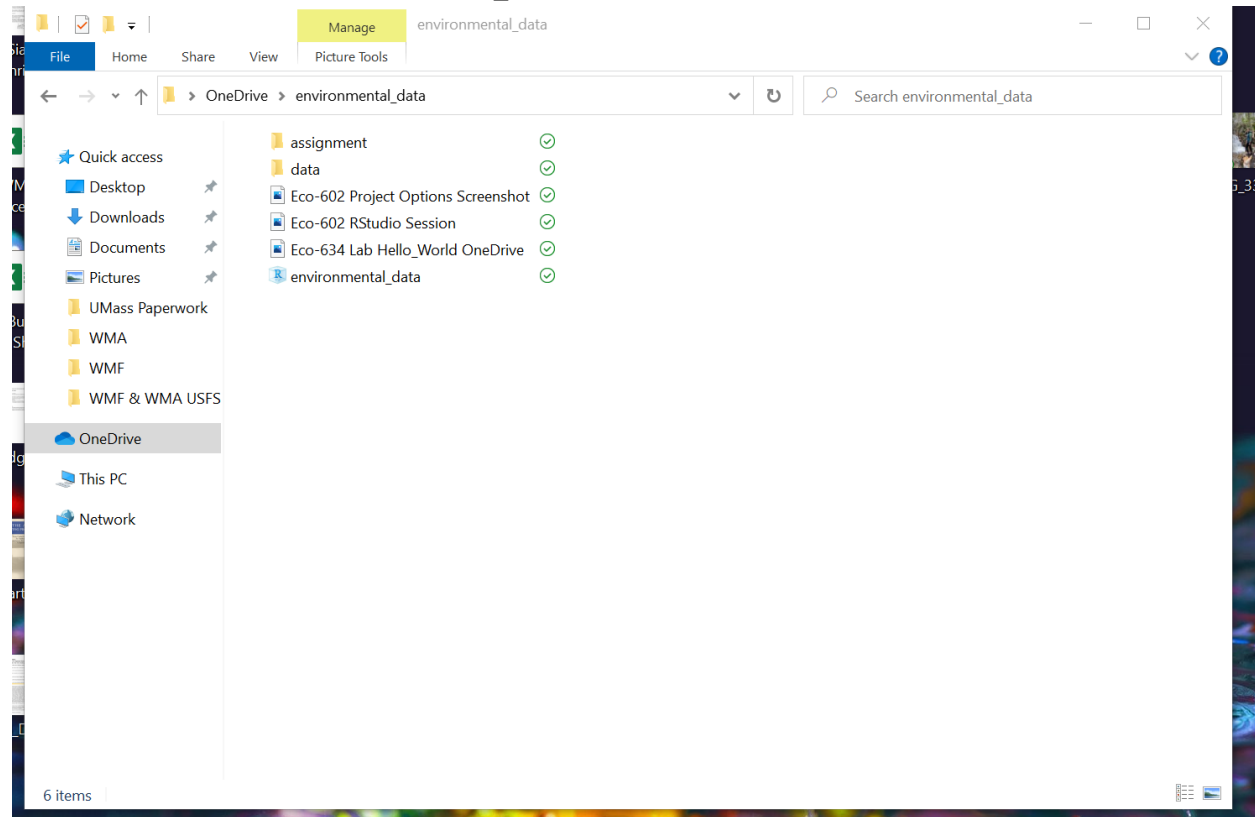 Manage environmental_data
File Home Share View Picture Tools
OneDrive environmental_data Search environmental_data
Quick access
Desktop
Downloads
Documents
Pictures
UMass Paperwork
WMA
WMF
WMF & WMA USFS
OneDrive
This PC
Network
assignment
data
Eco-602 Project Options Screenshot
Eco-602 RStudio Session
Eco-634 Lab Hello_World OneDrive
environmental_data
6 items